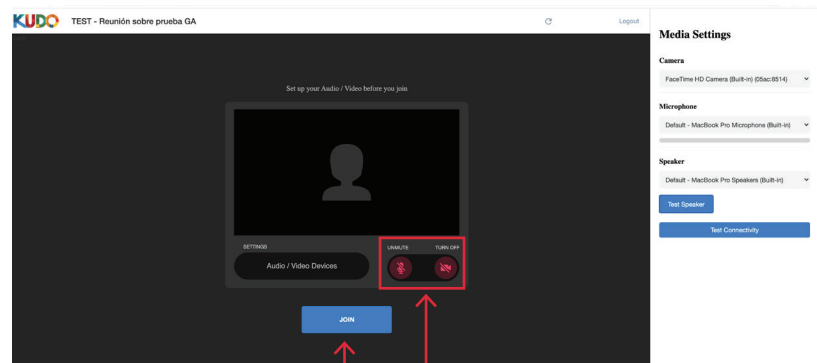 KUDO
TEST - Reunión sobre prueba GA
Logout
Set up your Audio / Video before you join
SETTINGS
UNMUTE
TURN OFF
Audio / Video Devices
JOIN
Media Settings
Camera
FaceTime HD Camera (Built-in) (05ac:8514)
Microphone
Default - MacBook Pro Microphone (Built-in)
Speaker
Default - MacBook Pro Speakers (Built-in)
Test Speaker
Test Connectivity